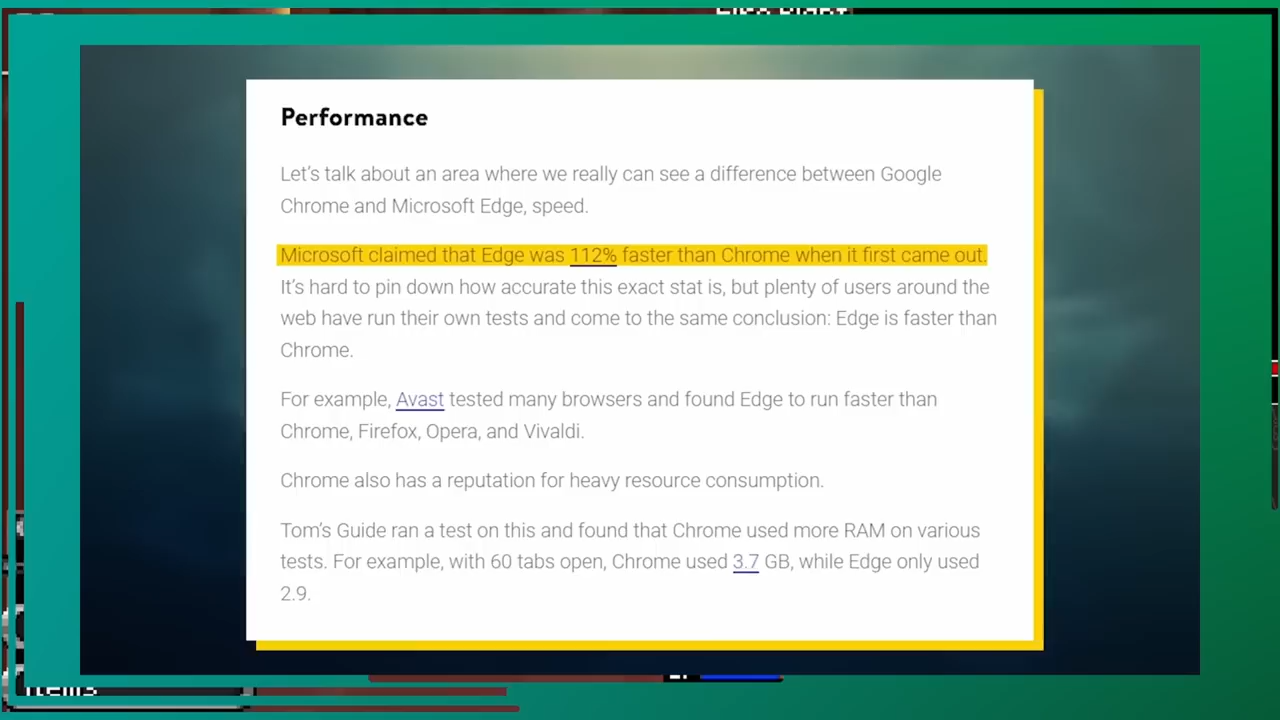 Performance
Let's talk about an area where we really can see a difference between Google
Chrome and Microsoft Edge, speed.
Microsoft claimed that Edge was 112% faster than Chrome when it first came out.
It's hard to pin down how accurate this exact stat is, but plenty of users around the
web have run their own tests and come to the same conclusion: Edge is faster than
Chrome.
For example, Avast tested many browsers and found Edge to run faster than
Chrome, Firefox, Opera, and Vivaldi.
Chrome also has a reputation for heavy resource consumption.
Tom's Guide ran a test on this and found that Chrome used more RAM on various
tests. For example, with 60 tabs open, Chrome used 3.7 GB, while Edge only used
2.9.
Items